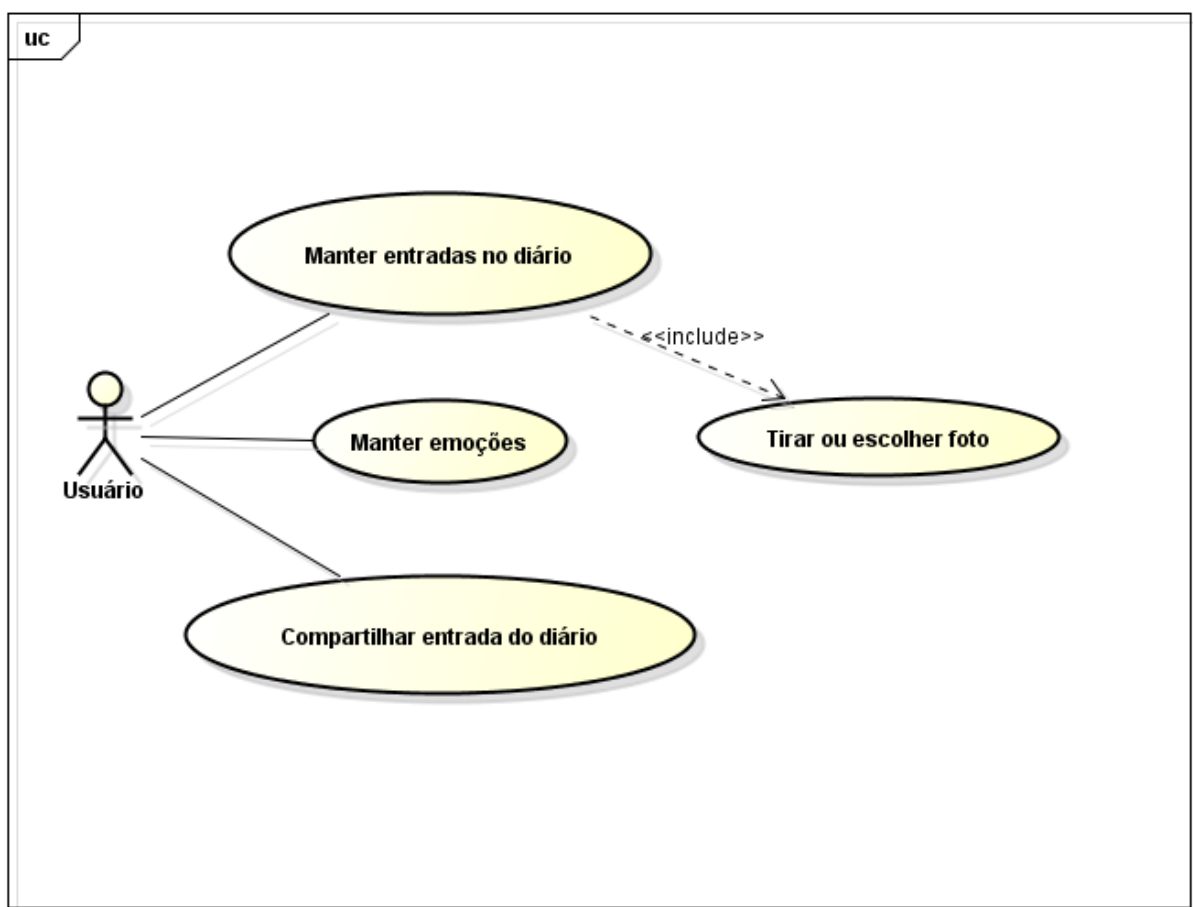 uc
Manter entradas no diário
<<include>>
Tirar ou escolher foto
Manter emoções
Usuário
Compartilhar entrada do diário